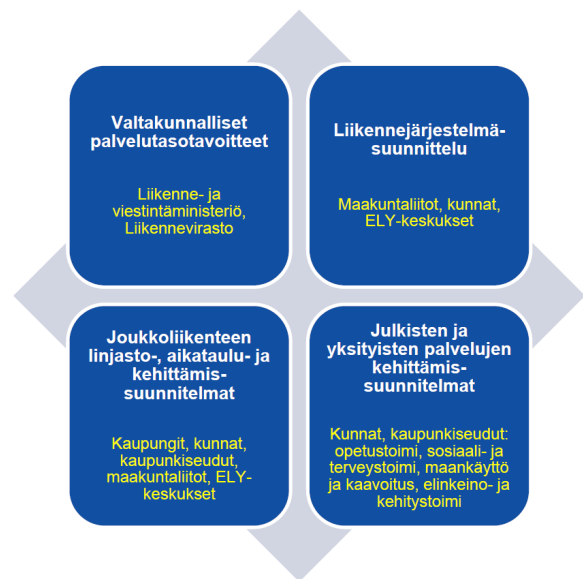 Valtakunnalliset
palvelutasotavoitteet
Liikenne- ja
viestintäministeriö,
Liikennevirasto
Liikennejärjestelmä-
suunnittelu
Maakuntaliitot, kunnat,
ELY-keskukset
Joukkoliikenteen
linjasto-, aikataulu- ja
kehittämis-
suunnitelmat
Kaupungit, kunnat,
kaupunkiseudut,
maakuntaliitot, ELY-
keskukset
Julkisten ja
yksityisten palvelujen
kehittämis-
suunnitelmat
Kunnat, kaupunkiseudut:
opetustoimi, sosiaali- ja
terveystoimi, maankäyttö
ja kaavoitus, elinkeino- ja
kehitystoimi